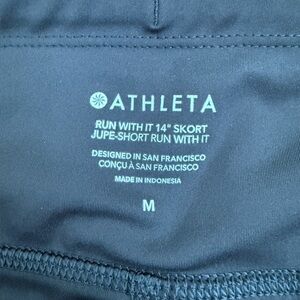 ATHLETA
RUN WITH IT 14" SKORT
JUPE-SHORT RUN WITH IT
DESIGNED IN SAN FRANCISCO
CONÇU À SAN FRANCISCO
MADE IN INDONESIA
M